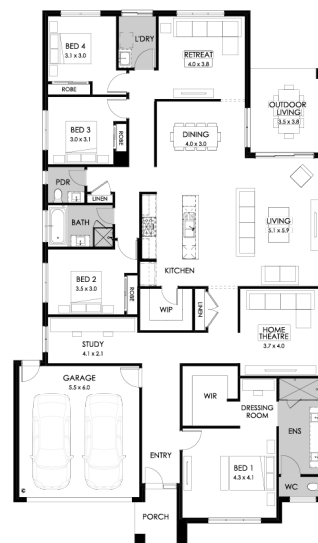 BED 4
3.1 x 3.0
L'DRY
RETREAT
4.0 x 3.8
ROBE
OUTDOOR
LIVING
3.5 x 3.8
BED 3
3.0 x 3.1
ROBE
DINING
4.0 x 3.0
PDR
LINEN
BATH
LIVING
5.1 x 5.9
KITCHEN
BED 2
3.5 x 3.0
ROBE
WIP
LINEN
STUDY
4.1 x 2.1
HOME
THEATRE
3.7 x 4.0
GARAGE
5.5 x 6.0
WIR
DRESSING
ROOM
ENS
ENTRY
BED 1
4.3 x 4.1
WC
©
PORCH